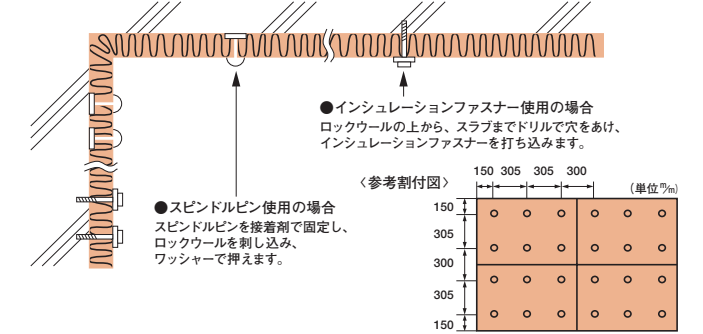 ●インシュレーションファスナー使用の場合
ロックウールの上から、スラブまでドリルで穴をあけ、
インシュレーションファスナーを打ち込みます。
●スピンドルピン使用の場合
スピンドルピンを接着剤で固定し、
ロックウールを刺し込み、
ワッシャーで押えます。
〈参考割付図〉
150 305 305 300
(単位㎜)
150
305
300
305
150